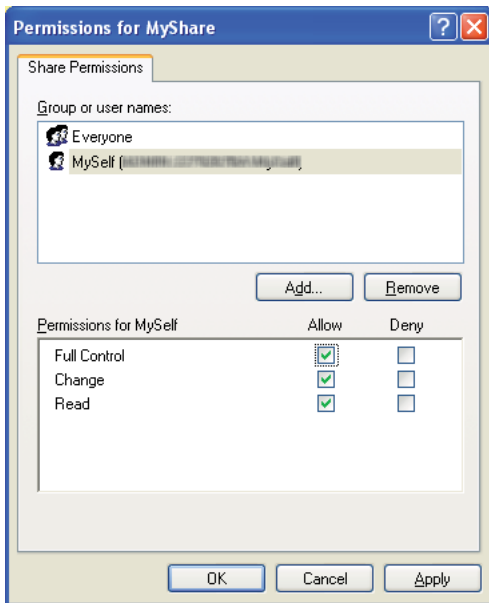 Permissions for MyShare
Share Permissions
Group or user names:
Everyone
MySelf (
Add... Remove
Permissions for MySelf Allow Deny
Full Control
Change
Read
OK Cancel Apply